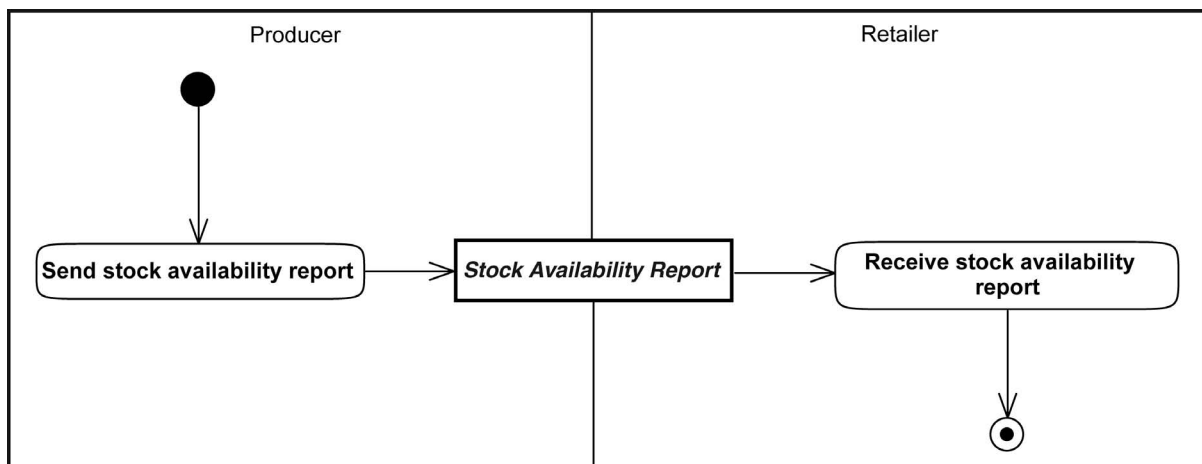 Producer
Retailer
Send stock availability report
Stock Availability Report
Receive stock availability
report